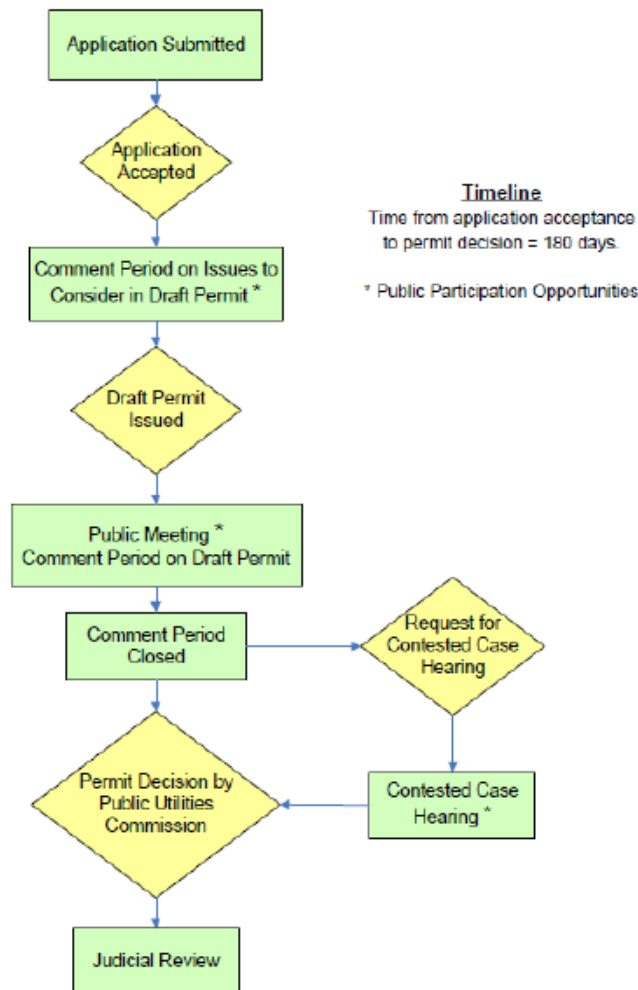 Application Submitted
Application
Accepted
Timeline
Time from application acceptance
to permit decision = 180 days.
* Public Participation Opportunities
Comment Period on Issues to
Consider in Draft Permit *
Draft Permit
Issued
Public Meeting *
Comment Period on Draft Permit
Comment Period
Closed
Request for
Contested Case
Hearing
Permit Decision by
Public Utilities
Commission
Contested Case
Hearing *
Judicial Review